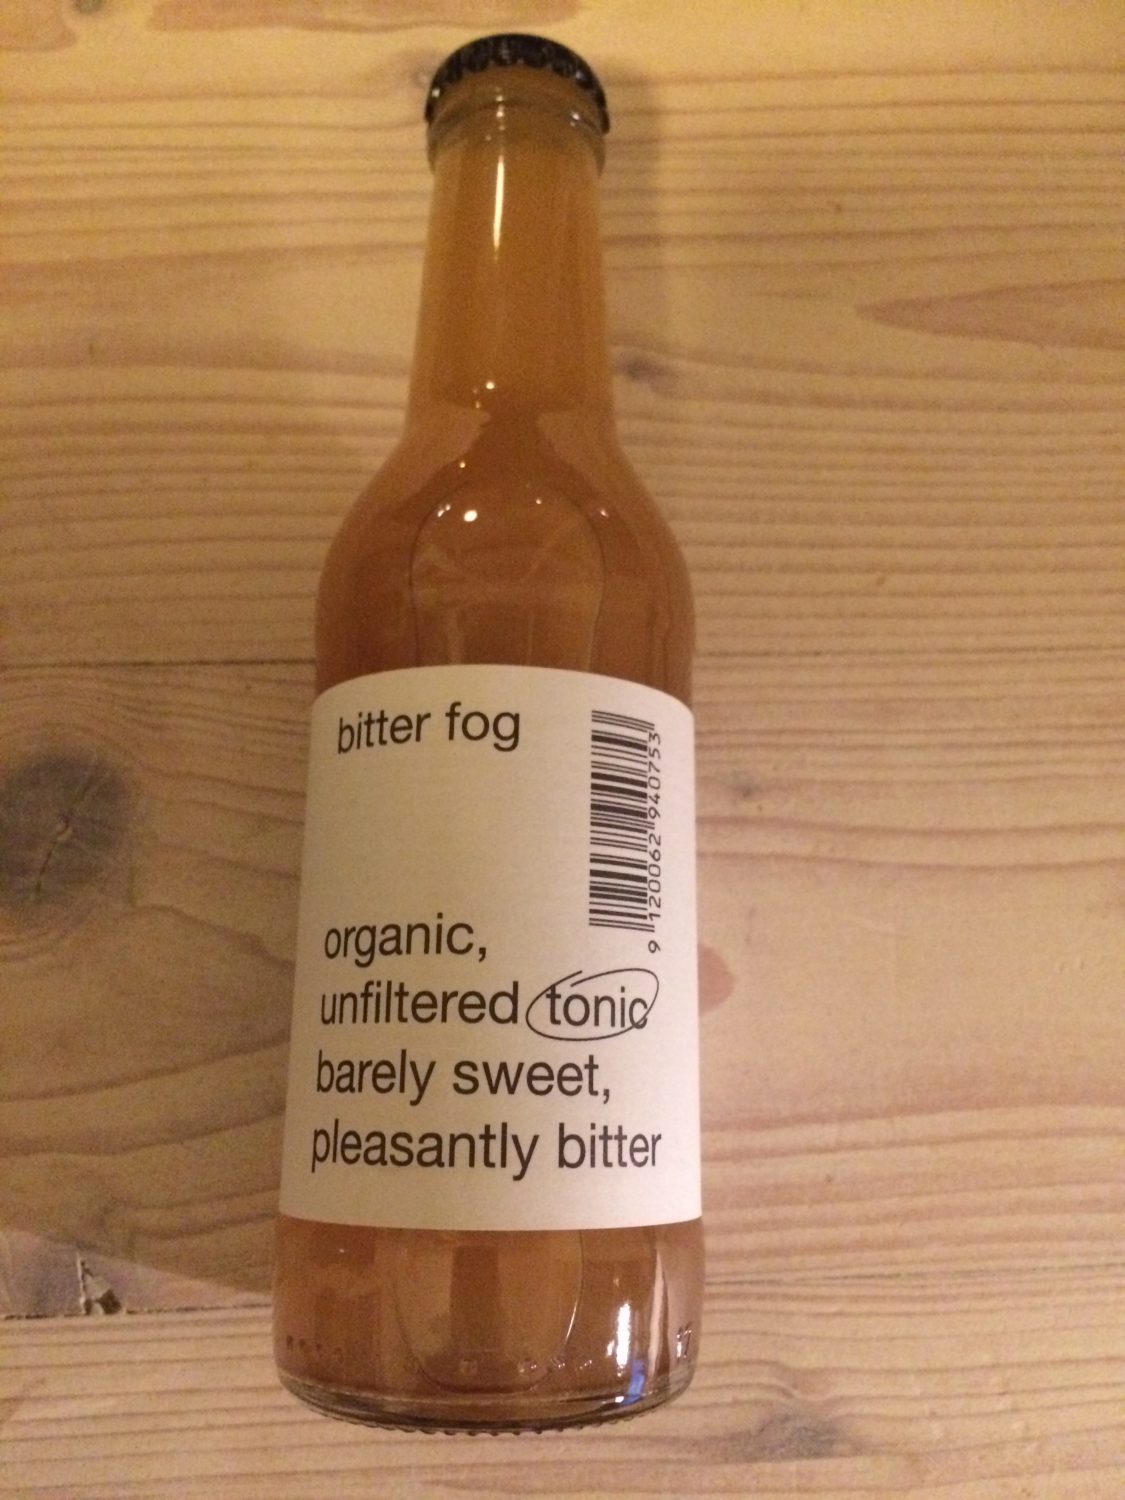 bitter fog
9 120062 940753
organic,
unfiltered tonic
barely sweet,
pleasantly bitter